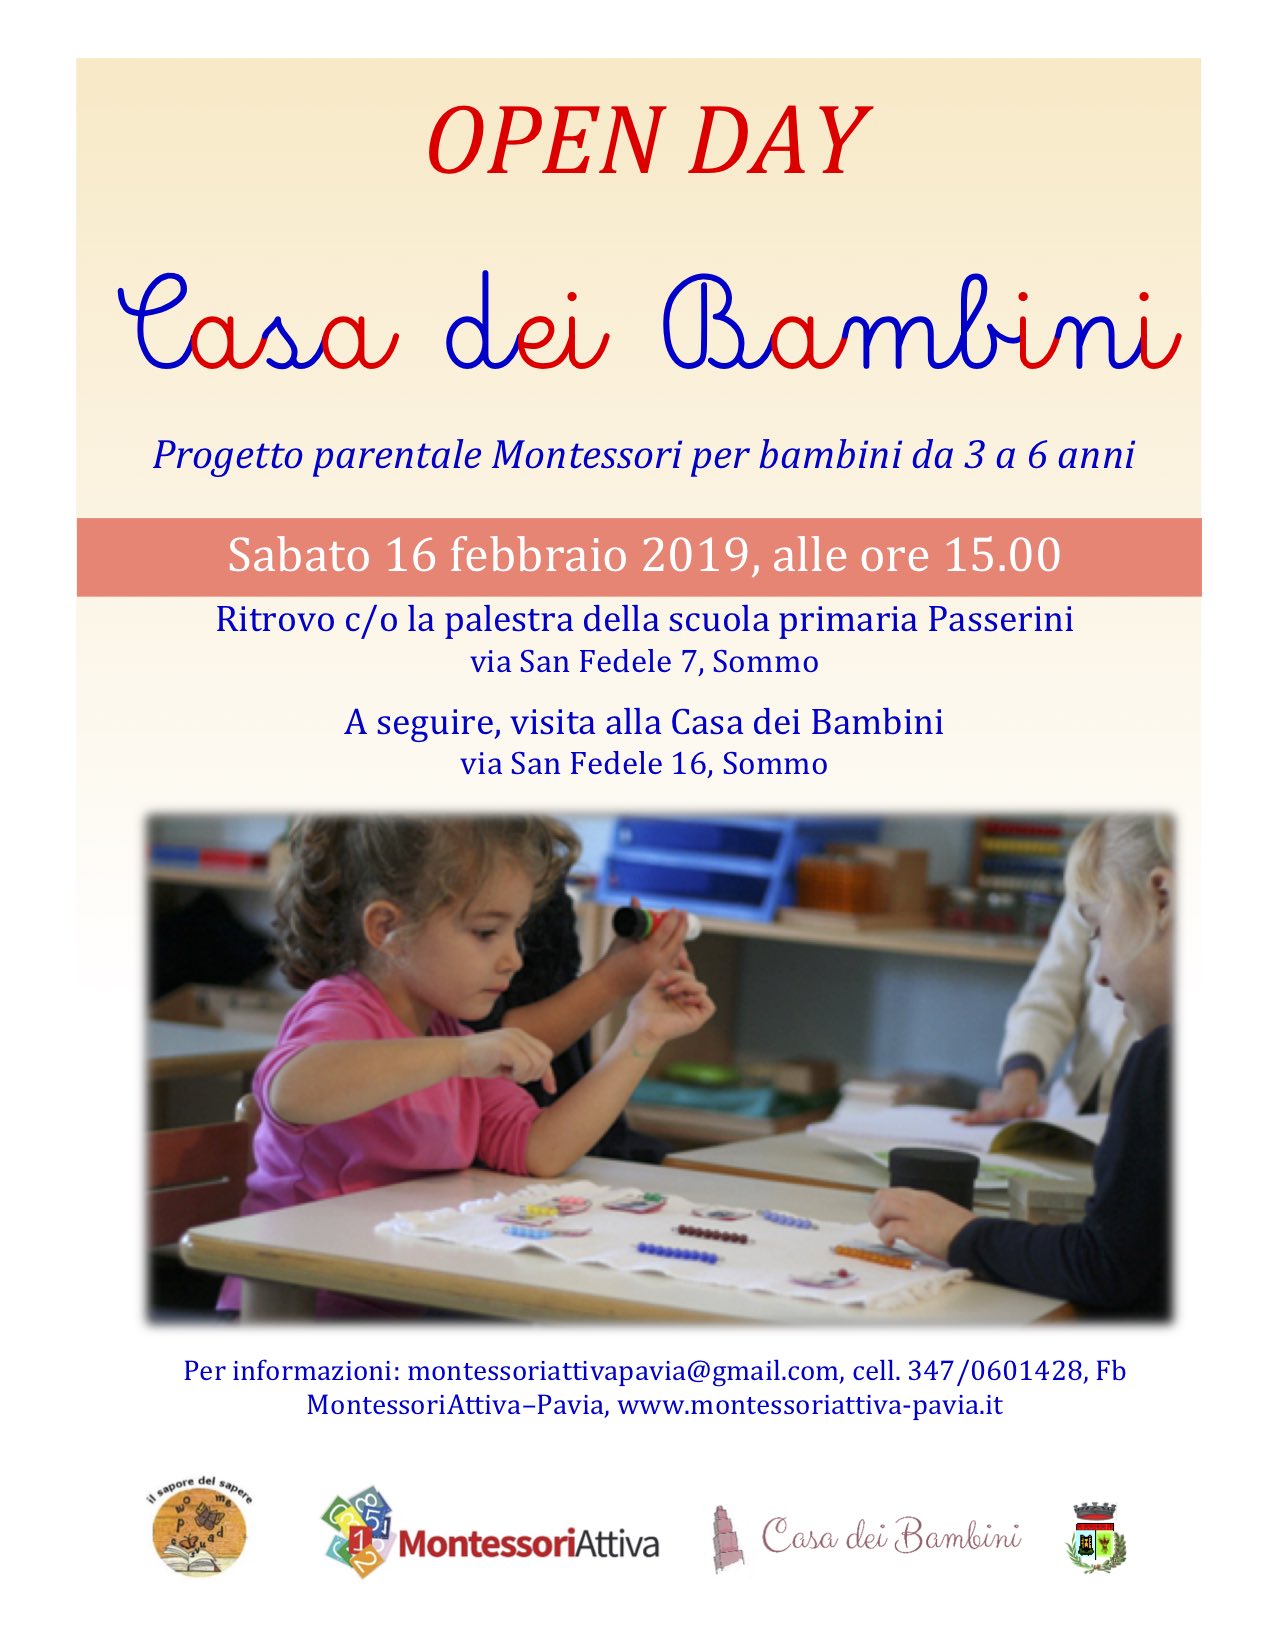 OPEN DAY
Casa dei Bambini
Progetto parentale Montessori per bambini da 3 a 6 anni
Sabato 16 febbraio 2019, alle ore 15.00
Ritrovo c/o la palestra della scuola primaria Passerini
via San Fedele 7, Sommo
A seguire, visita alla Casa dei Bambini
via San Fedele 16, Sommo
Per informazioni: montessoriattivapavia@gmail.com, cell. 347/0601428, Fb
MontessoriAttiva–Pavia, www.montessoriattiva-pavia.it
il sapore del sapere
MontessoriAttiva
Casa dei Bambini